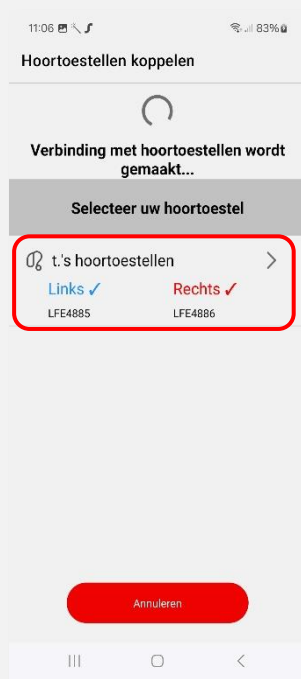 11:06 83%
Hoortoestellen koppelen
Verbinding met hoortoestellen wordt
gemaakt...
Selecteer uw hoortoestel
t.'s hoortoestellen
Links ✓ Rechts ✓
LFE4885 LFE4886
Annuleren